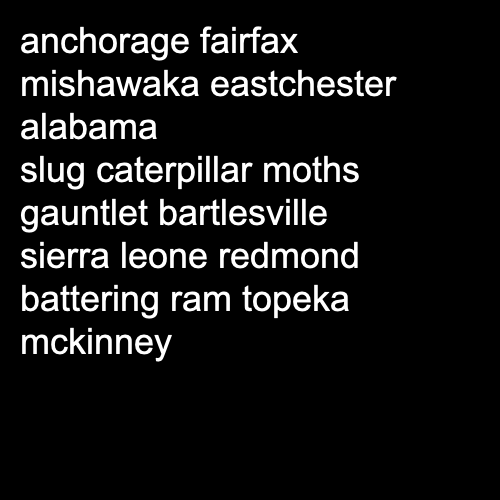 anchorage fairfax
mishawaka eastchester
alabama
slug caterpillar moths
gauntlet bartlesville
sierra leone redmond
battering ram topeka
mckinney